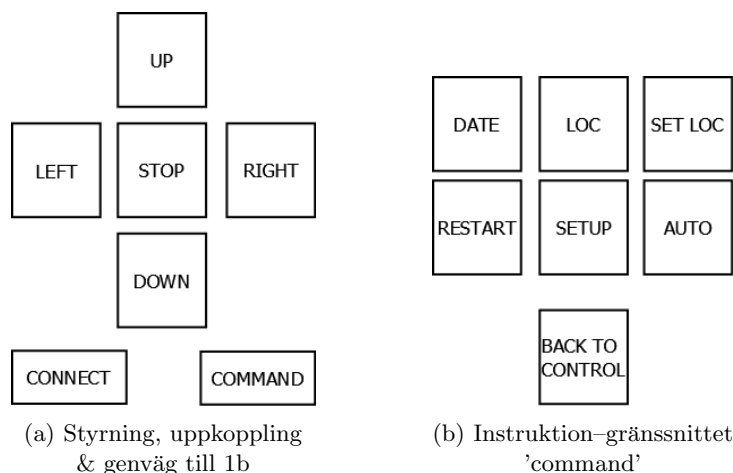 UP
LEFT STOP RIGHT
DOWN
CONNECT COMMAND
(a) Styrning, uppkoppling
& genväg till 1b
DATE LOC SET LOC
RESTART SETUP AUTO
BACK TO
CONTROL
(b) Instruktion–gränssnittet
’command’